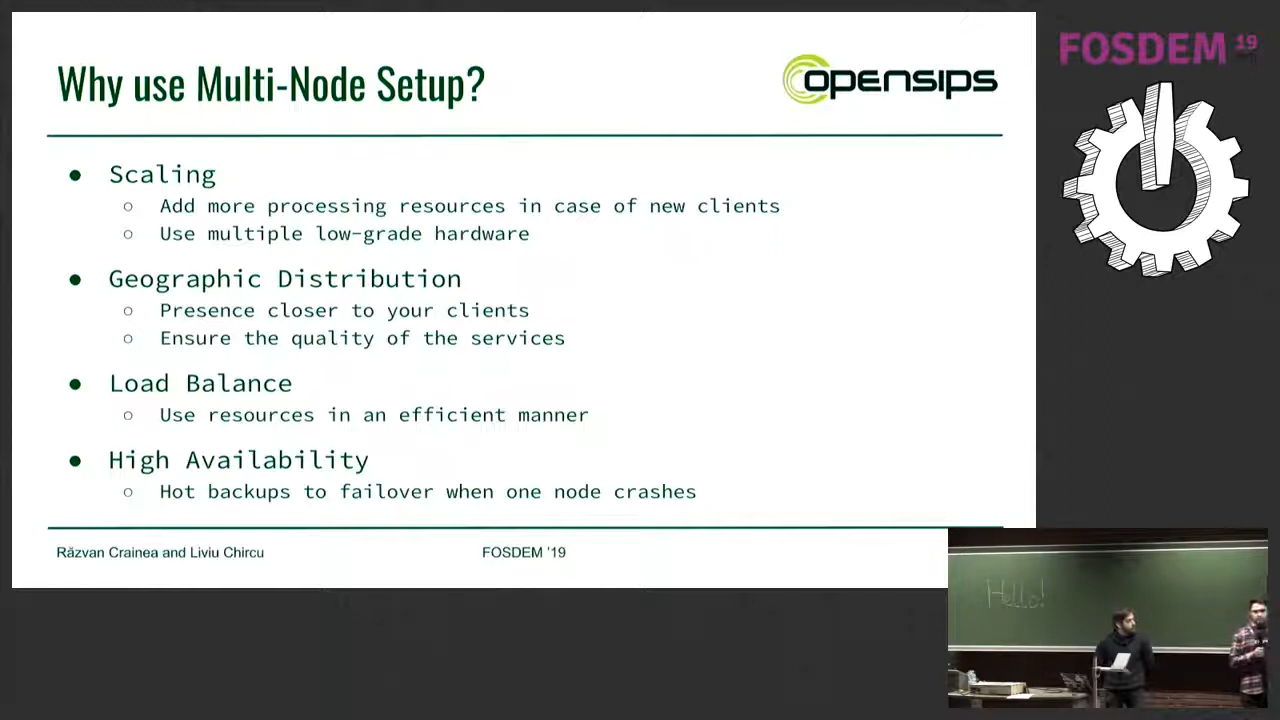 Why use Multi-Node Setup?
opensips
FOSDEM 19
● Scaling
○ Add more processing resources in case of new clients
○ Use multiple low-grade hardware
● Geographic Distribution
○ Presence closer to your clients
○ Ensure the quality of the services
● Load Balance
○ Use resources in an efficient manner
● High Availability
○ Hot backups to failover when one node crashes
Răzvan Crainea and Liviu Chircu
FOSDEM '19
Hello!